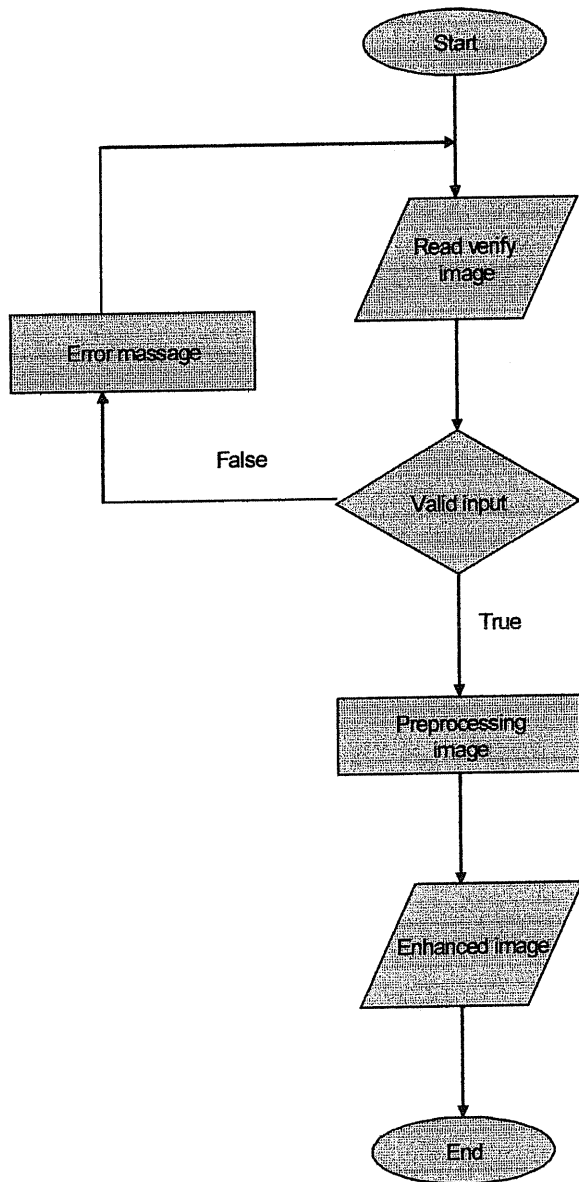 Start
Read verify
image
Error massage
False
Valid input
True
Preprocessing
image
Enhanced image
End